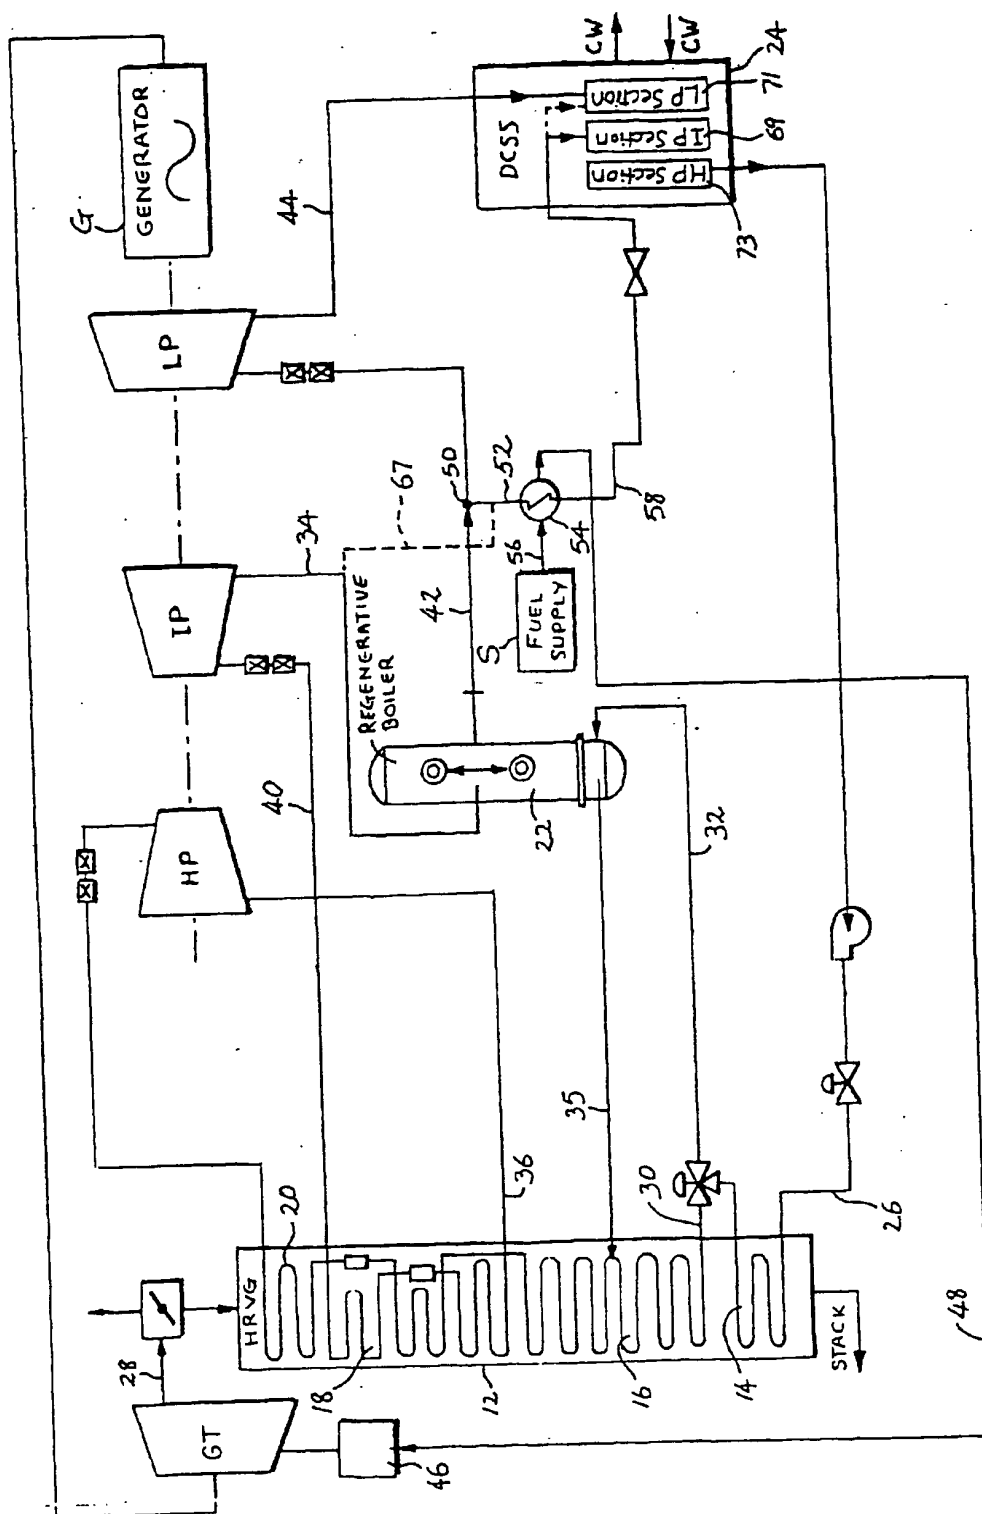 G
GENERATOR
LP
IP
HP
GT
44
34
40
28
CW
CW
24
DCSS
LP Section
IP Section
HP Section
71
69
73
67
50
52
54
56
58
S
FUEL SUPPLY
42
REGENERATIVE
BOILER
22
32
35
36
30
26
20
HRVG
18
12
16
14
STACK
46
48